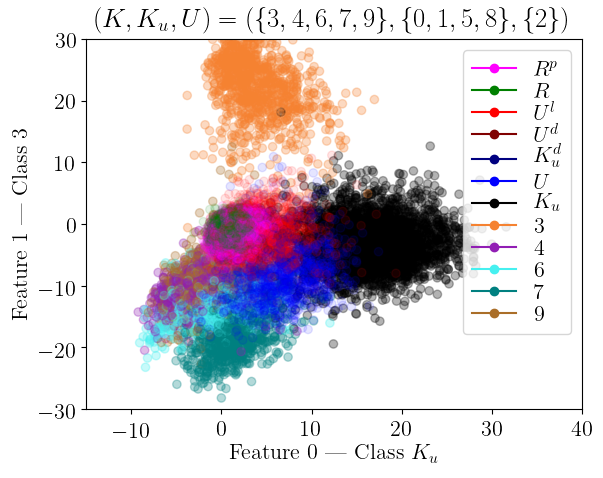 (K, K_u, U) = ({3, 4, 6, 7, 9}, {0, 1, 5, 8}, {2})
30
20
10
0
−10
−20
−30
Feature 1 — Class 3
−10
0
10
20
30
40
Feature 0 — Class K_u
R^p
R
U^l
U^d
K_u^d
U
K_u
3
4
6
7
9